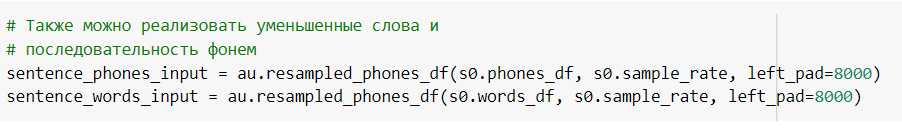 # Также можно реализовать уменьшенные слова и
# последовательность фонем
sentence_phones_input = au.resampled_phones_df(s0.phones_df, s0.sample_rate, left_pad=8000)
sentence_words_input = au.resampled_phones_df(s0.words_df, s0.sample_rate, left_pad=8000)